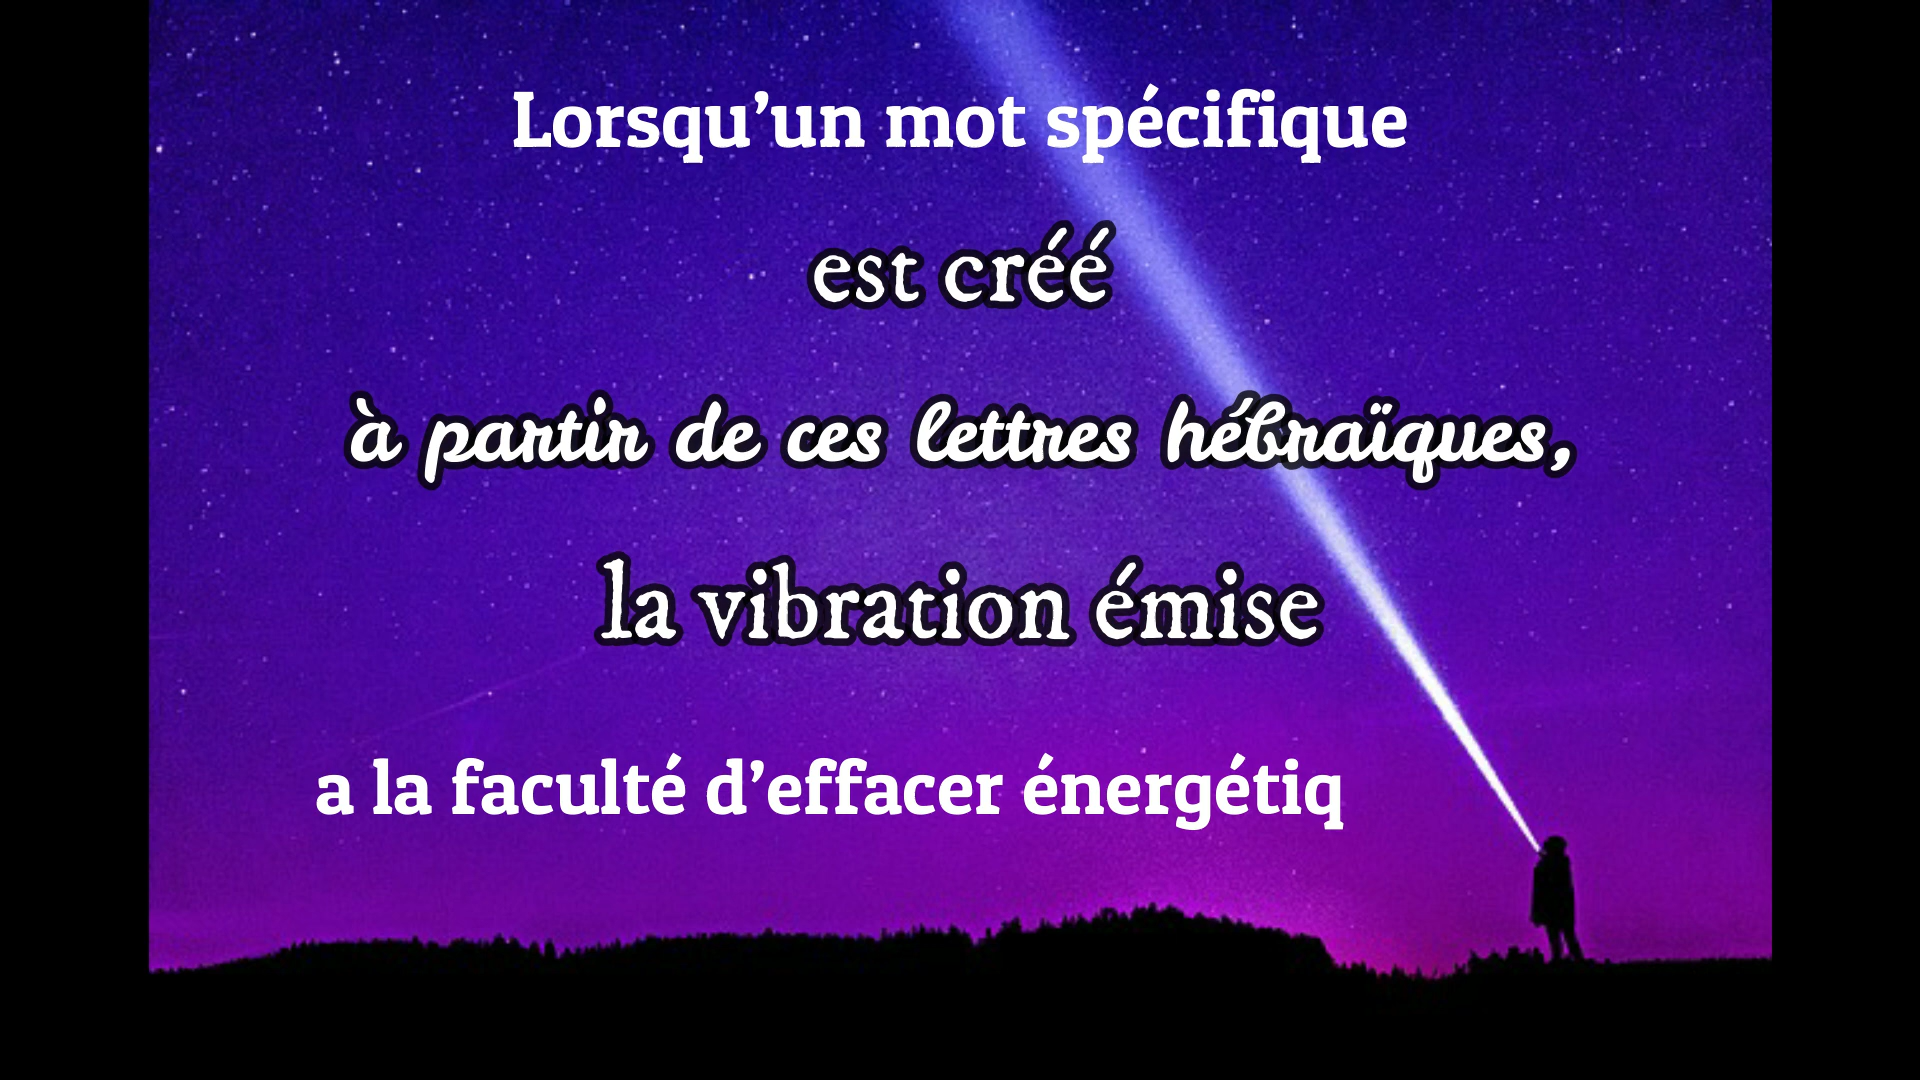 Lorsqu’un mot spécifique
est créé
à partir de ces lettres hébraïques,
la vibration émise
a la faculté d’effacer énergétiq